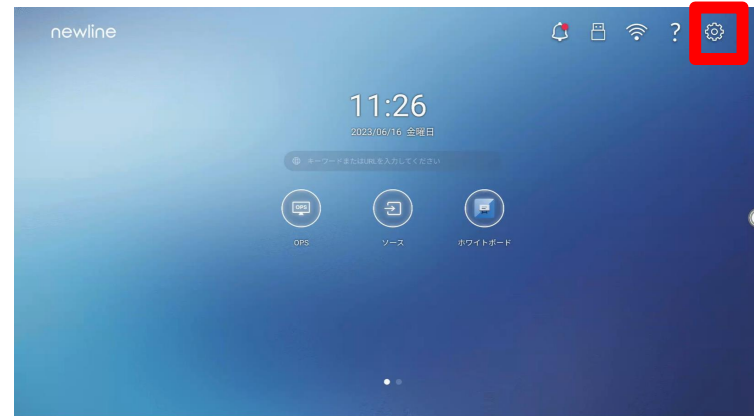 newline
?
11:26
2023/06/16 金曜日
キーワードまたはURLを入力してください
OPS
OPS
ソース
ホワイトボード